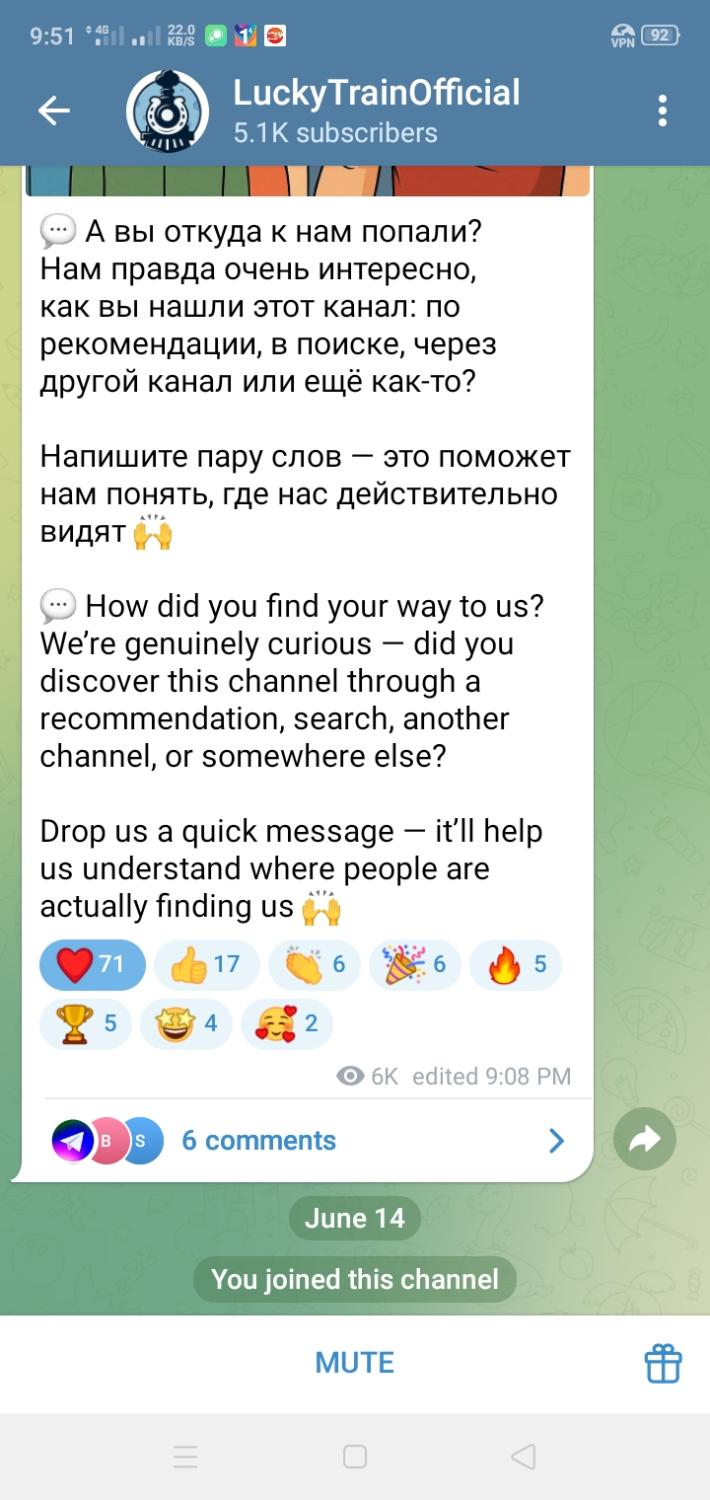 9:51 4G 22.0 KB/S VPN 92
LuckyTrainOfficial
5.1K subscribers
💬 А вы откуда к нам попали?
Нам правда очень интересно,
как вы нашли этот канал: по
рекомендации, в поиске, через
другой канал или ещё как-то?
Напишите пару слов — это поможет
нам понять, где нас действительно
видят 🙌
💬 How did you find your way to us?
We’re genuinely curious — did you
discover this channel through a
recommendation, search, another
channel, or somewhere else?
Drop us a quick message — it’ll help
us understand where people are
actually finding us 🙌
❤️ 71 👍 17 👏 6 🎉 6 🔥 5
🏆 5 🤩 4 🥰 2
6K edited 9:08 PM
B S 6 comments
June 14
You joined this channel
MUTE